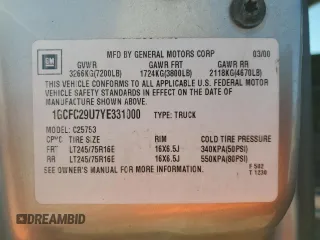 GM
MFD BY GENERAL MOTORS CORP 03/00
GVWR GAWR FRT GAWR RR
3266KG(7200LB) 1724KG(3800LB) 2118KG(4670LB)
THIS VEHICLE CONFORMS TO ALL APPLICABLE U.S. FEDERAL MOTOR
VEHICLE SAFETY STANDARDS IN EFFECT ON THE DATE OF
MANUFACTURE SHOWN ABOVE.
1GCFC29U7YE331000 TYPE: TRUCK
MODEL: C25753
TIRE SIZE RIM COLD TIRE PRESSURE
FRT LT245/75R16E 16X6.5J 340KPA(50PSI)
RR LT245/75R16E 16X6.5J 550KPA(80PSI)
SEE OWNER'S MANUAL FOR MORE INFORMATION.
DREAMBID